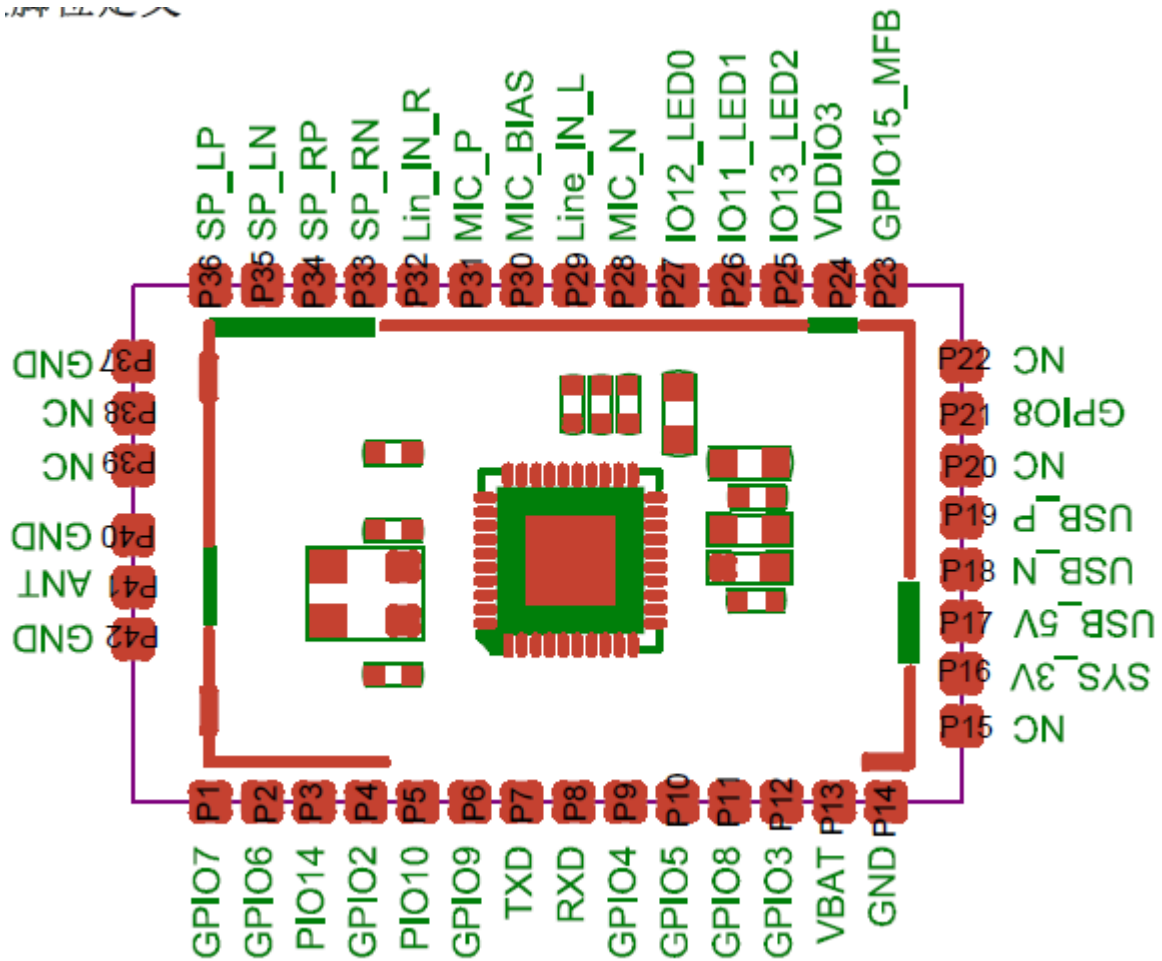 脚位定义
SP_LP
SP_LN
SP_RP
SP_RN
Lin_IN_R
MIC_P
MIC_BIAS
Line_IN_L
MIC_N
IO12_LED0
IO11_LED1
IO13_LED2
VDDIO3
GPIO15_MFB
P36
P35
P34
P33
P32
P31
P30
P29
P28
P27
P26
P25
P24
P23
GND P37
NC P38
NC P39
GND P40
ANT P41
GND P42
P22 NC
P21 GPIO8
P20 NC
P19 USB_P
P18 USB_N
P17 USB_5V
P16 SYS_3V
P15 NC
P1
P2
P3
P4
P5
P6
P7
P8
P9
P10
P11
P12
P13
P14
GPIO7
GPIO6
PIO14
GPIO2
PIO10
GPIO9
TXD
RXD
GPIO4
GPIO5
GPIO8
GPIO3
VBAT
GND